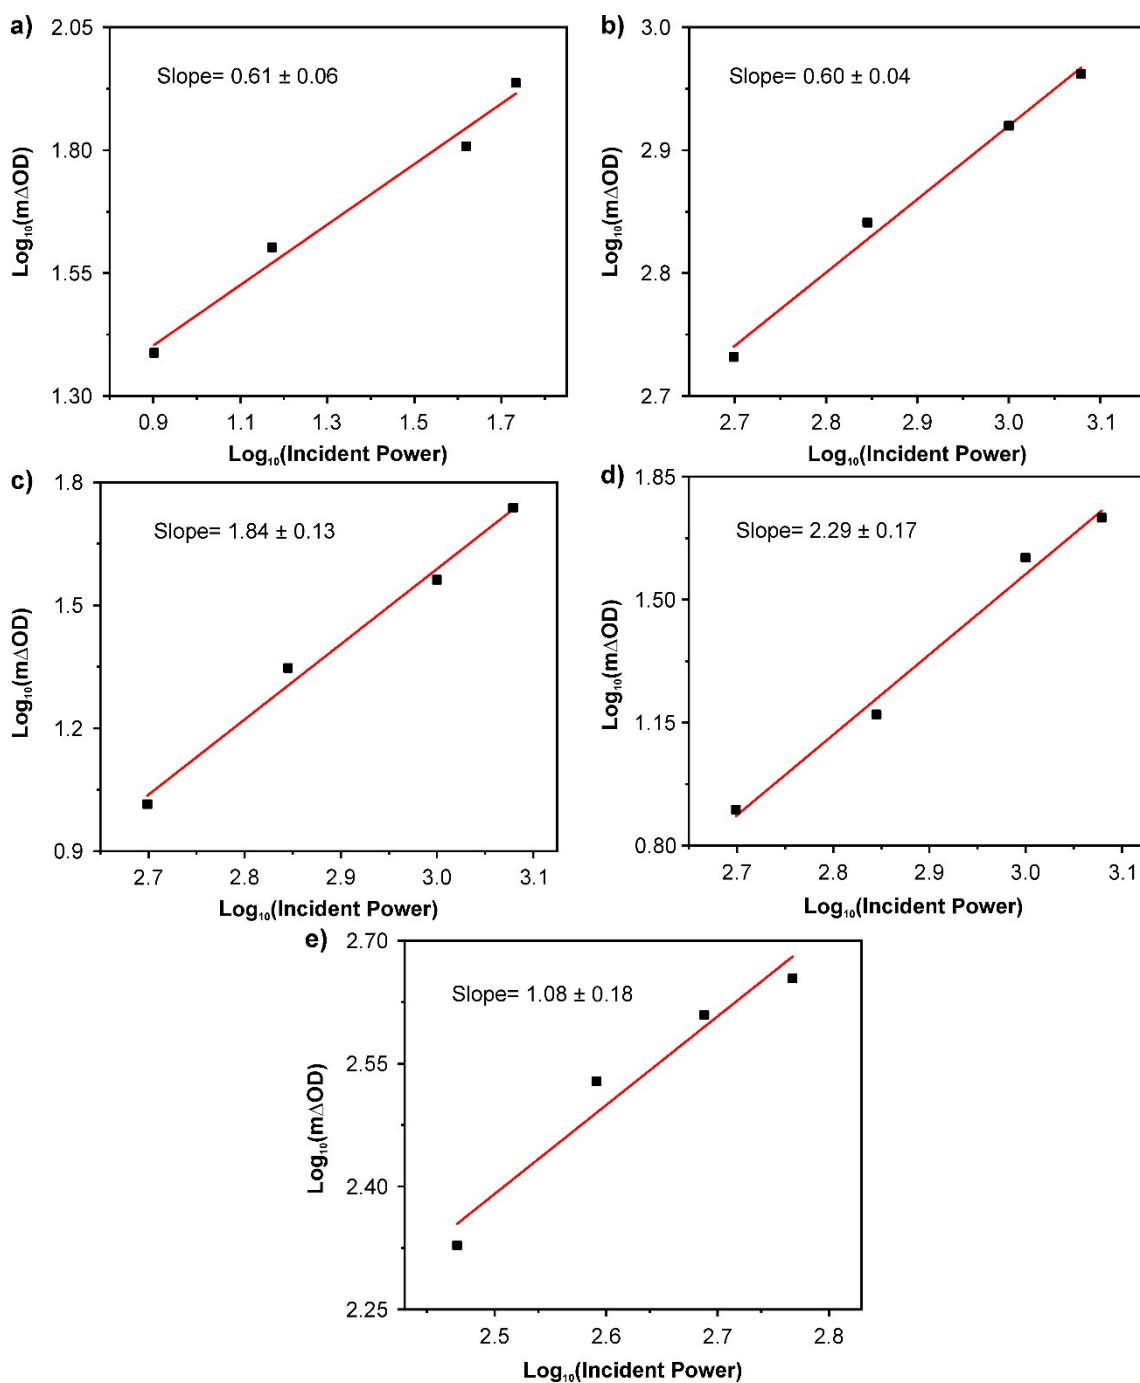 a)
Slope= 0.61 ± 0.06
2.05
1.80
1.55
1.30
Log₁₀(m∆OD)
0.9 1.1 1.3 1.5 1.7
Log₁₀(Incident Power)
b)
Slope= 0.60 ± 0.04
3.0
2.9
2.8
2.7
Log₁₀(m∆OD)
2.7 2.8 2.9 3.0 3.1
Log₁₀(Incident Power)
c)
Slope= 1.84 ± 0.13
1.8
1.5
1.2
0.9
Log₁₀(m∆OD)
2.7 2.8 2.9 3.0 3.1
Log₁₀(Incident Power)
d)
Slope= 2.29 ± 0.17
1.85
1.50
1.15
0.80
Log₁₀(m∆OD)
2.7 2.8 2.9 3.0 3.1
Log₁₀(Incident Power)
e)
Slope= 1.08 ± 0.18
2.70
2.55
2.40
2.25
Log₁₀(m∆OD)
2.5 2.6 2.7 2.8
Log₁₀(Incident Power)